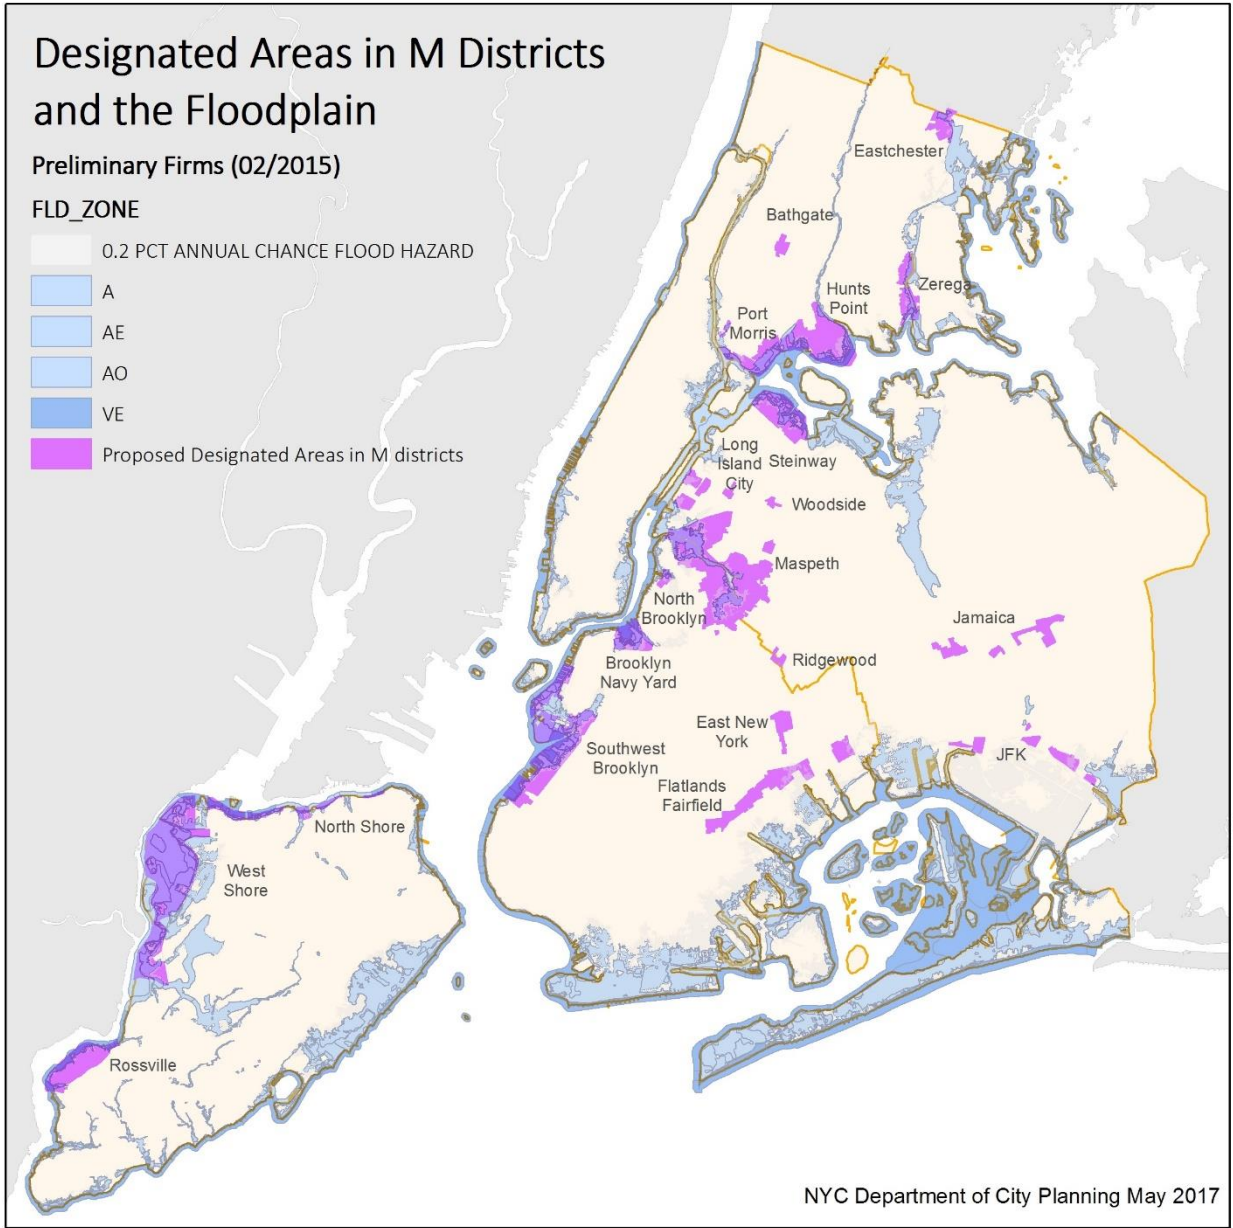 Designated Areas in M Districts
and the Floodplain
Preliminary Firms (02/2015)
FLD_ZONE
0.2 PCT ANNUAL CHANCE FLOOD HAZARD
A
AE
AO
VE
Proposed Designated Areas in M districts
Eastchester
Bathgate
Hunts
Point
Zerega
Port
Morris
Long
Island
City
Steinway
Woodside
Maspeth
North
Brooklyn
Jamaica
Ridgewood
Brooklyn
Navy Yard
East New
York
Southwest
Brooklyn
JFK
Flatlands
Fairfield
North Shore
West
Shore
Rossville
NYC Department of City Planning May 2017